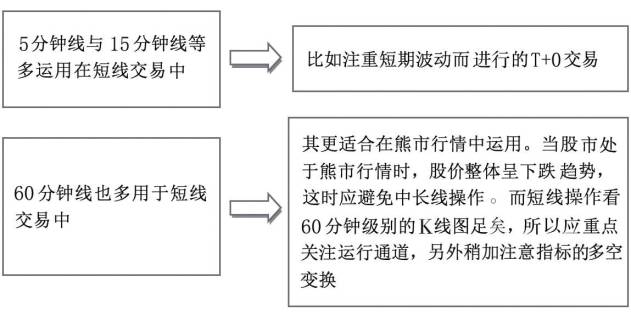 5分钟线与15分钟线等
多运用在短线交易中
比如注重短期波动而进行的T+0交易
60分钟线也多用于短线
交易中
其更适合在熊市行情中运用。当股市处
于熊市行情时，股价整体呈下跌趋势，
这时应避免中长线操作。而短线操作看
60分钟级别的K线图足矣，所以应重点
关注运行通道，另外稍加注意指标的多空
变换